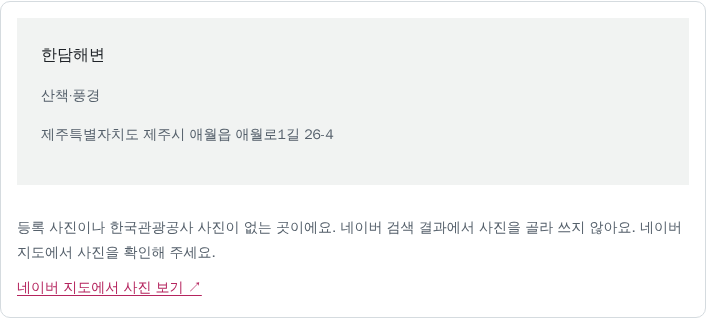 한담해변
산책·풍경
제주특별자치도 제주시 애월읍 애월로1길 26-4
등록 사진이나 한국관광공사 사진이 없는 곳이에요. 네이버 검색 결과에서 사진을 골라 쓰지 않아요. 네이버
지도에서 사진을 확인해 주세요.
네이버 지도에서 사진 보기 ↗